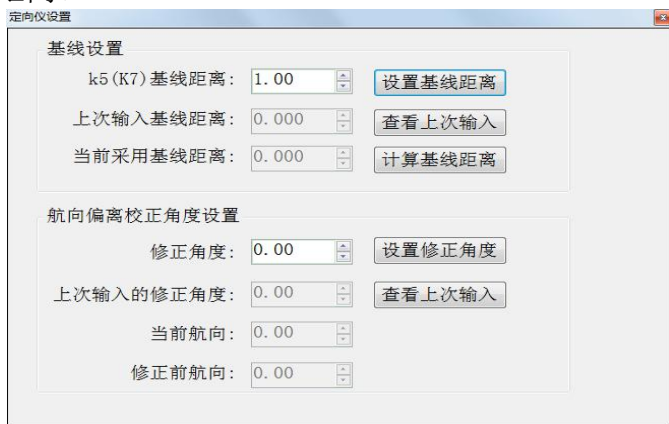 定向仪设置
基线设置
k5(K7)基线距离: 1.00 设置基线距离
上次输入基线距离: 0.000 查看上次输入
当前采用基线距离: 0.000 计算基线距离
航向偏离校正角度设置
修正角度: 0.00 设置修正角度
上次输入的修正角度: 0.00 查看上次输入
当前航向: 0.00
修正前航向: 0.00